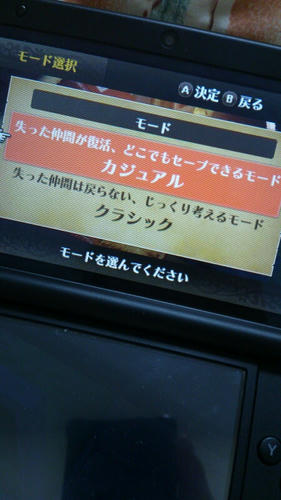 モード選択
Ⓐ決定Ⓑ戻る
モード
失った仲間が復活、どこでもセーブできるモード
カジュアル
失った仲間は戻らない、じっくり考えるモード
クラシック
モードを選んでください
Y